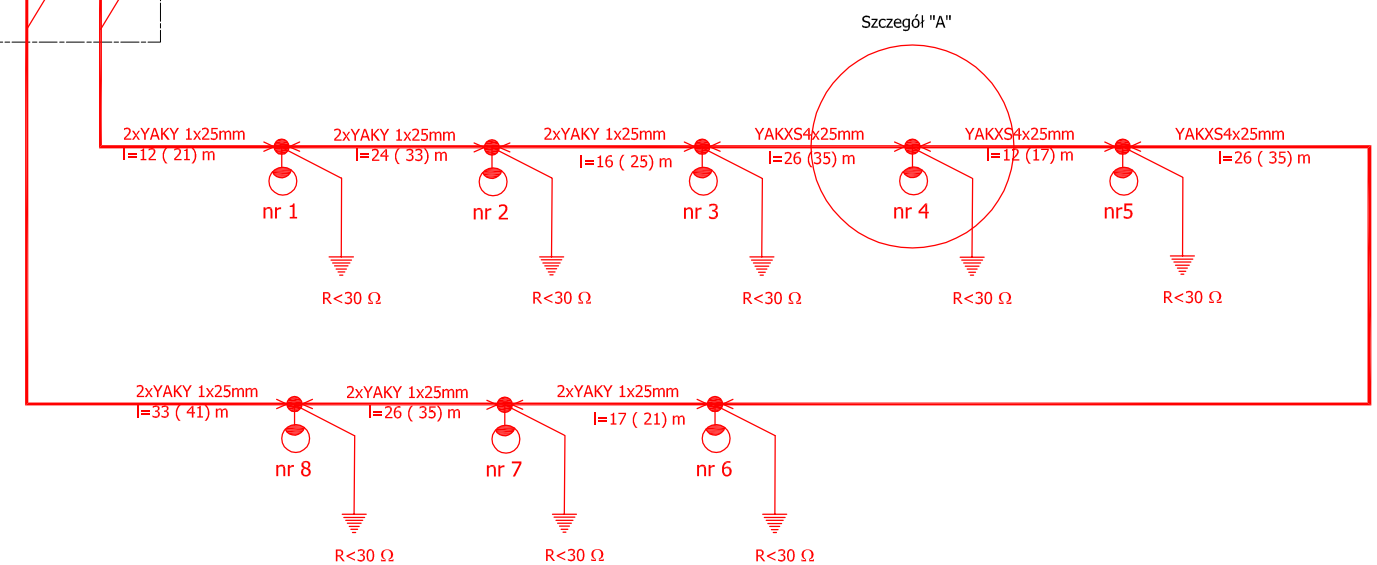 Szczegół "A"
2xYAKY 1x25mm
l=12 ( 21) m
2xYAKY 1x25mm
l=24 ( 33) m
2xYAKY 1x25mm
l=16 ( 25) m
YAKXS4x25mm
l=26 (35) m
YAKXS4x25mm
l=12 (17) m
YAKXS4x25mm
l=26 ( 35) m
nr 1
nr 2
nr 3
nr 4
nr5
R<30 Ω
R<30 Ω
R<30 Ω
R<30 Ω
R<30 Ω
2xYAKY 1x25mm
l=33 ( 41) m
2xYAKY 1x25mm
l=26 ( 35) m
2xYAKY 1x25mm
l=17 ( 21) m
nr 8
nr 7
nr 6
R<30 Ω
R<30 Ω
R<30 Ω